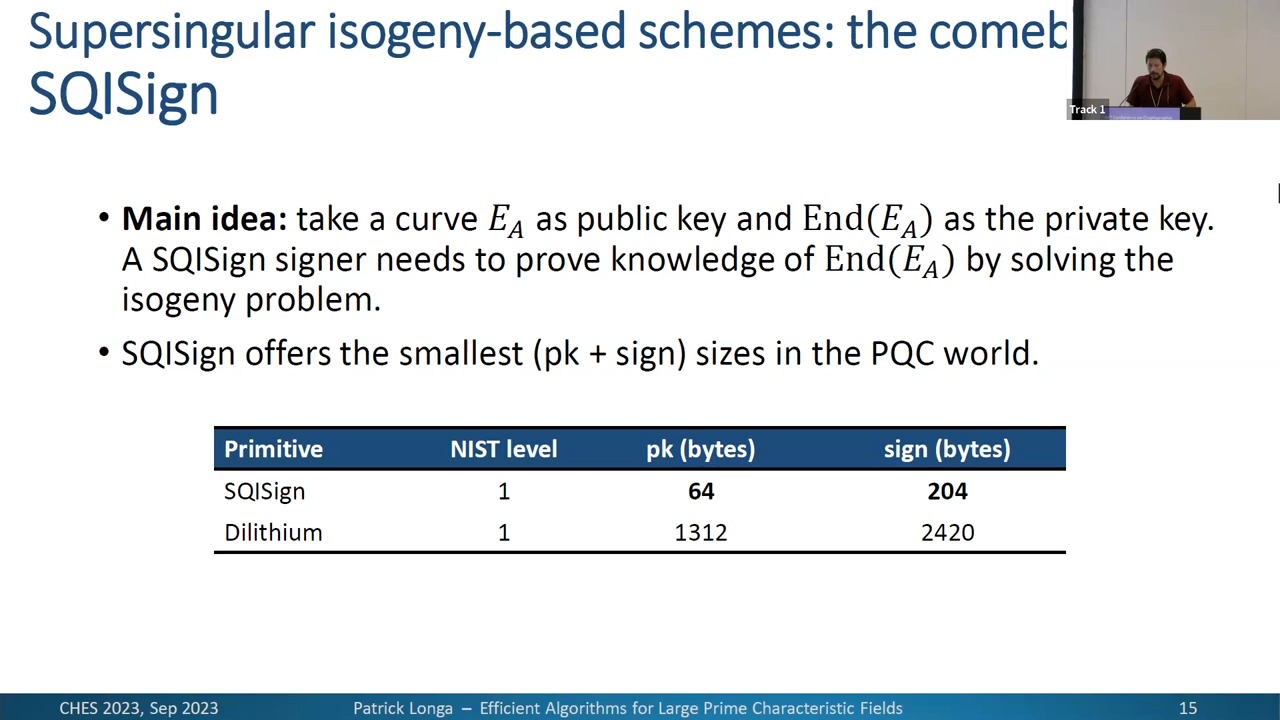 Supersingular isogeny-based schemes: the comeb
SQISign
Track 1
• Main idea: take a curve E_A as public key and End(E_A) as the private key.
A SQISign signer needs to prove knowledge of End(E_A) by solving the
isogeny problem.
• SQISign offers the smallest (pk + sign) sizes in the PQC world.
Primitive NIST level pk (bytes) sign (bytes)
SQISign 1 64 204
Dilithium 1 1312 2420
CHES 2023, Sep 2023 Patrick Longa – Efficient Algorithms for Large Prime Characteristic Fields 15